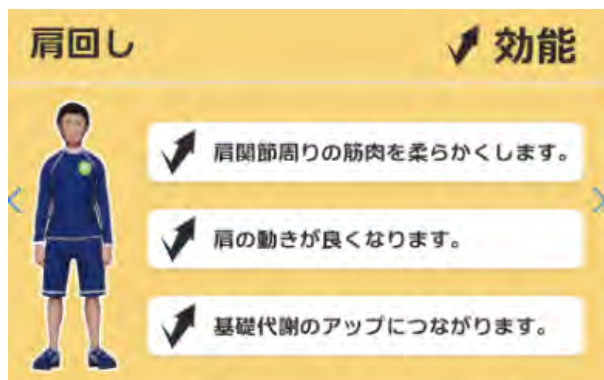 肩回し
効能
肩関節周りの筋肉を柔らかくします。
肩の動きが良くなります。
基礎代謝のアップにつながります。